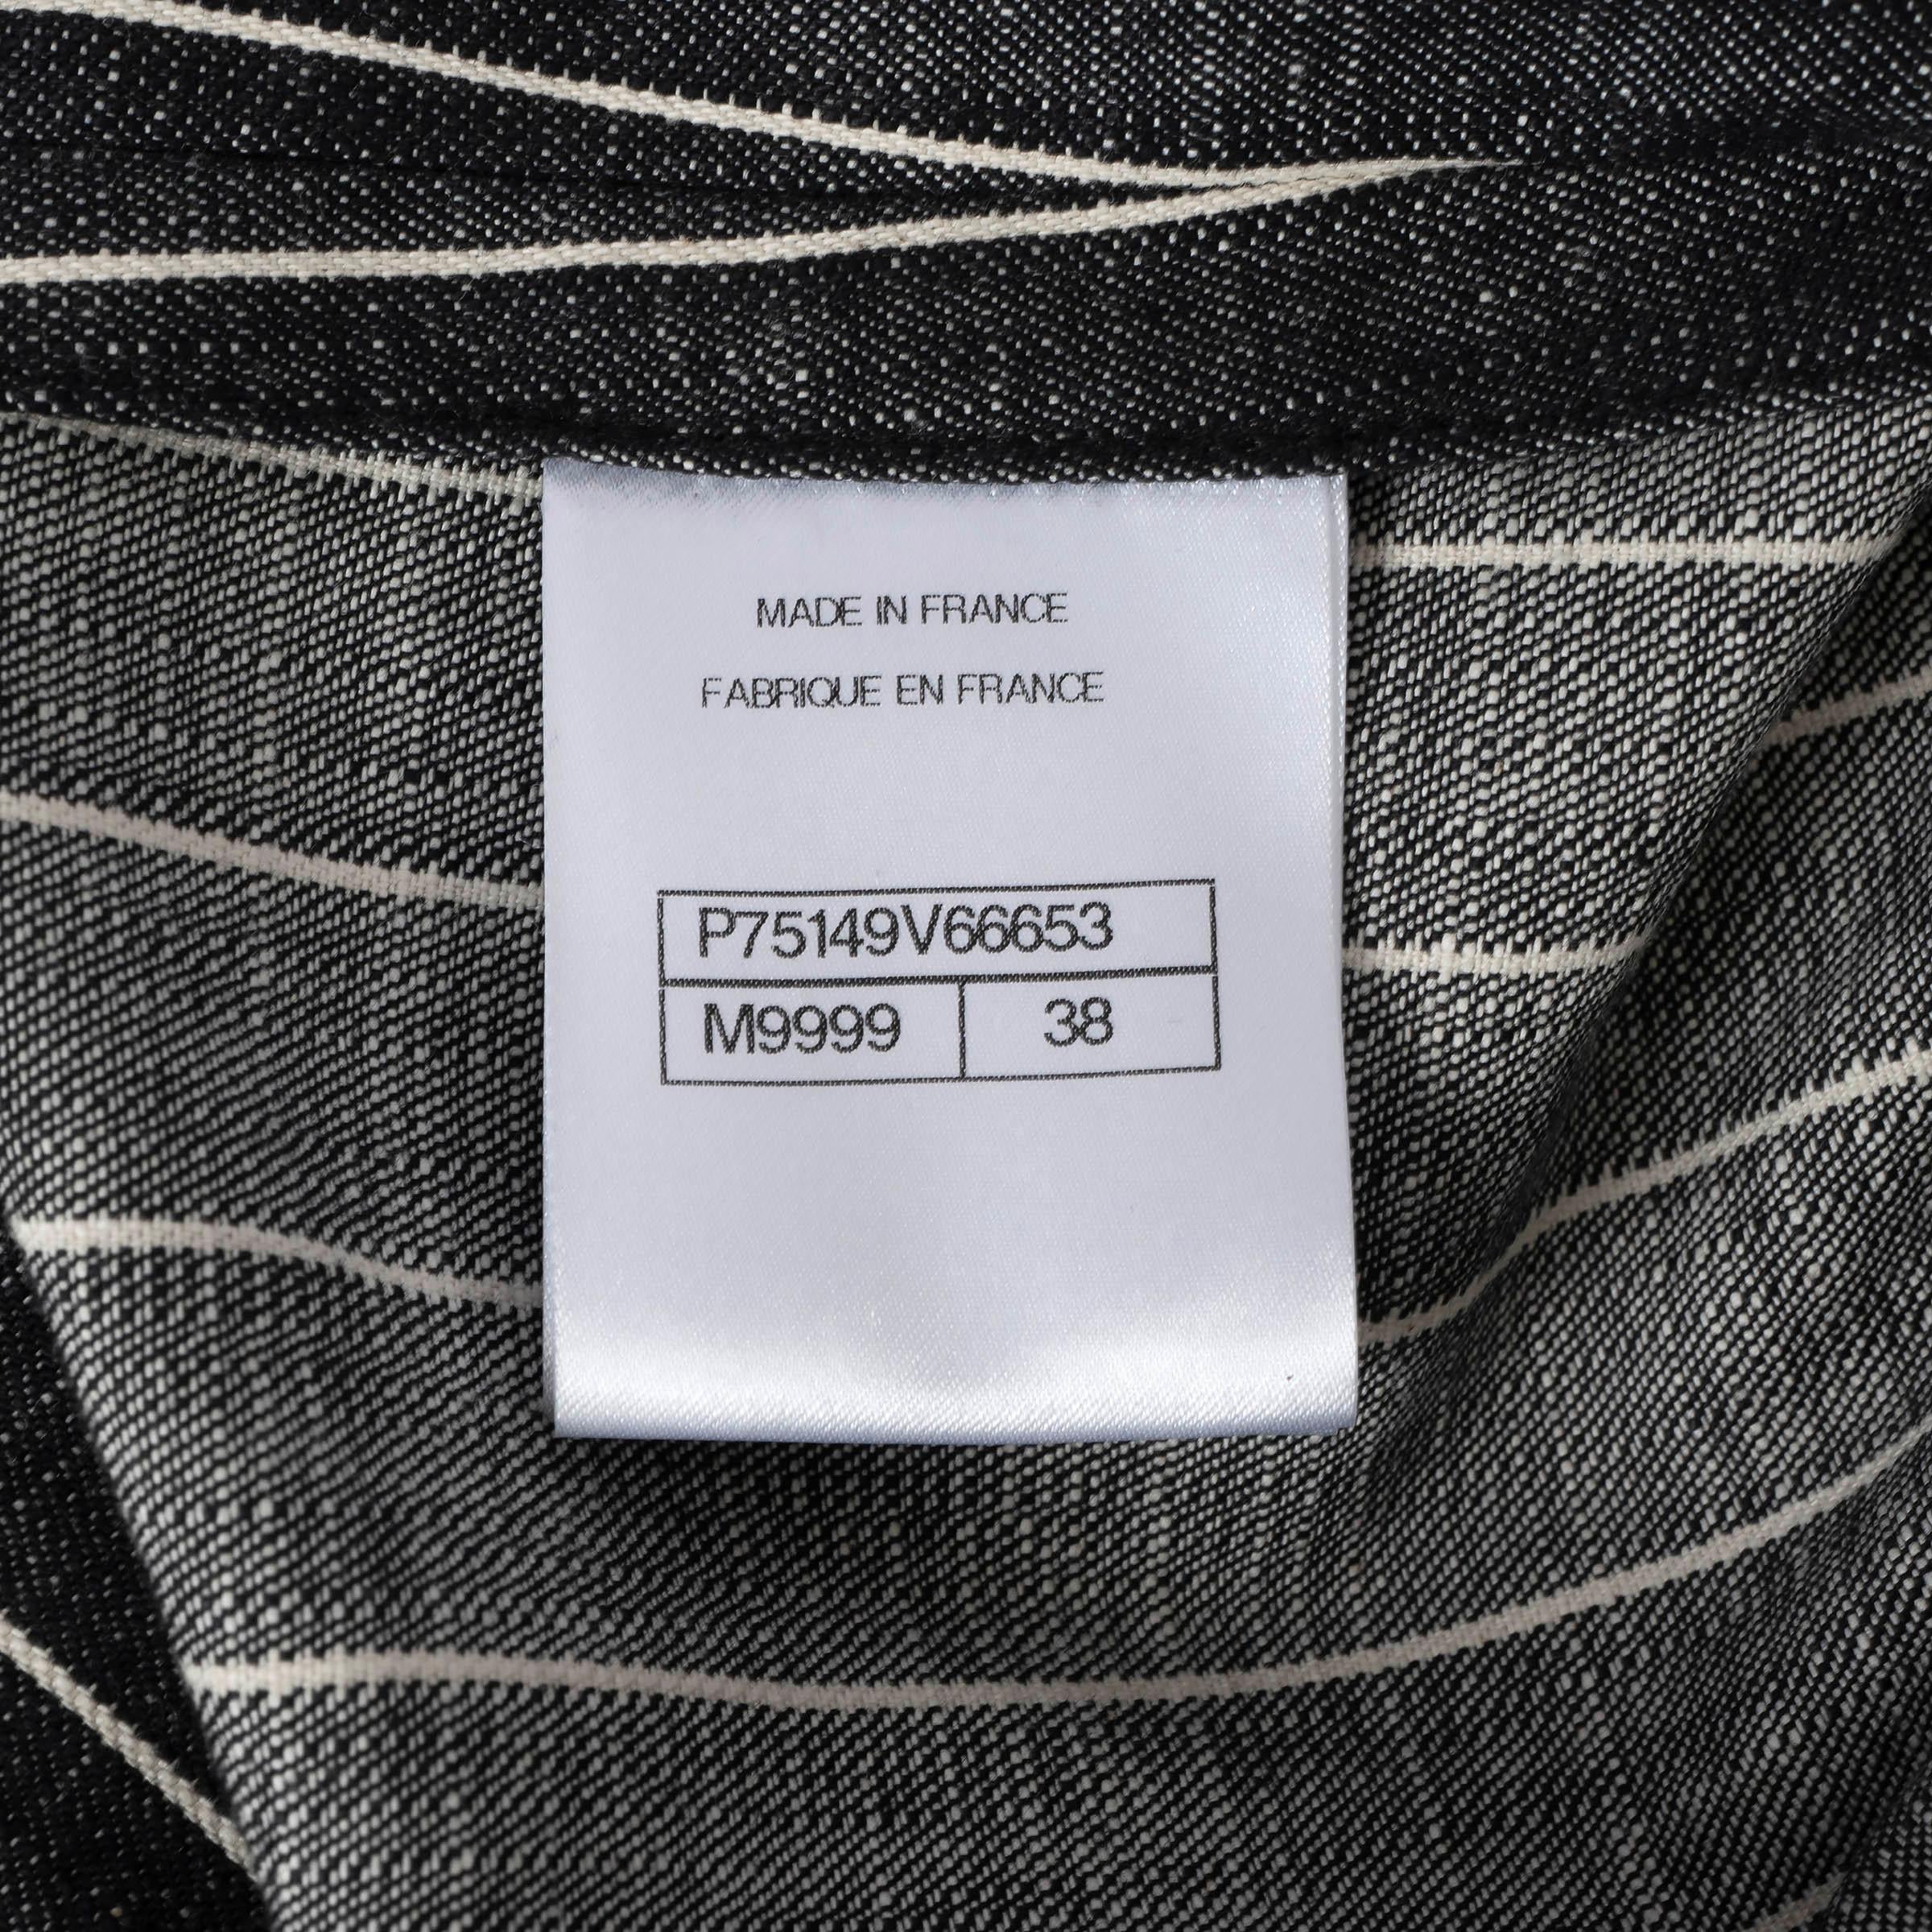 MADE IN FRANCE
FABRIQUE EN FRANCE
P75149V66653
M9999 38